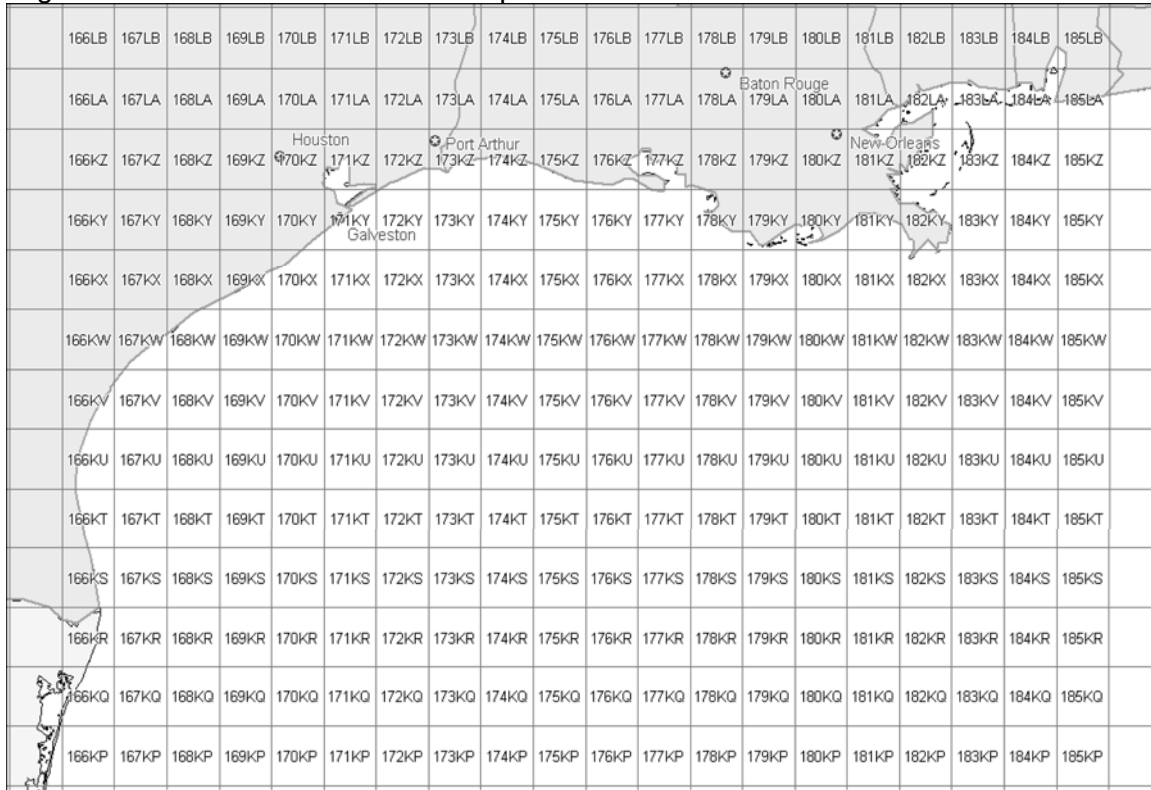 166LB 167LB 168LB 169LB 170LB 171LB 172LB 173LB 174LB 175LB 176LB 177LB 178LB 179LB 180LB 181LB 182LB 183LB 184LB 185LB
Baton Rouge
166LA 167LA 168LA 169LA 170LA 171LA 172LA 173LA 174LA 175LA 176LA 177LA 178LA 179LA 180LA 181LA 182LA 183LA 184LA 185LA
Houston Port Arthur New Orleans
166KZ 167KZ 168KZ 169KZ 170KZ 171KZ 172KZ 173KZ 174KZ 175KZ 176KZ 177KZ 178KZ 179KZ 180KZ 181KZ 182KZ 183KZ 184KZ 185KZ
166KY 167KY 168KY 169KY 170KY 171KY 172KY 173KY 174KY 175KY 176KY 177KY 178KY 179KY 180KY 181KY 182KY 183KY 184KY 185KY
Galveston
166KX 167KX 168KX 169KX 170KX 171KX 172KX 173KX 174KX 175KX 176KX 177KX 178KX 179KX 180KX 181KX 182KX 183KX 184KX 185KX
166KW 167KW 168KW 169KW 170KW 171KW 172KW 173KW 174KW 175KW 176KW 177KW 178KW 179KW 180KW 181KW 182KW 183KW 184KW 185KW
166KV 167KV 168KV 169KV 170KV 171KV 172KV 173KV 174KV 175KV 176KV 177KV 178KV 179KV 180KV 181KV 182KV 183KV 184KV 185KV
166KU 167KU 168KU 169KU 170KU 171KU 172KU 173KU 174KU 175KU 176KU 177KU 178KU 179KU 180KU 181KU 182KU 183KU 184KU 185KU
166KT 167KT 168KT 169KT 170KT 171KT 172KT 173KT 174KT 175KT 176KT 177KT 178KT 179KT 180KT 181KT 182KT 183KT 184KT 185KT
166KS 167KS 168KS 169KS 170KS 171KS 172KS 173KS 174KS 175KS 176KS 177KS 178KS 179KS 180KS 181KS 182KS 183KS 184KS 185KS
166KR 167KR 168KR 169KR 170KR 171KR 172KR 173KR 174KR 175KR 176KR 177KR 178KR 179KR 180KR 181KR 182KR 183KR 184KR 185KR
166KQ 167KQ 168KQ 169KQ 170KQ 171KQ 172KQ 173KQ 174KQ 175KQ 176KQ 177KQ 178KQ 179KQ 180KQ 181KQ 182KQ 183KQ 184KQ 185KQ
166KP 167KP 168KP 169KP 170KP 171KP 172KP 173KP 174KP 175KP 176KP 177KP 178KP 179KP 180KP 181KP 182KP 183KP 184KP 185KP